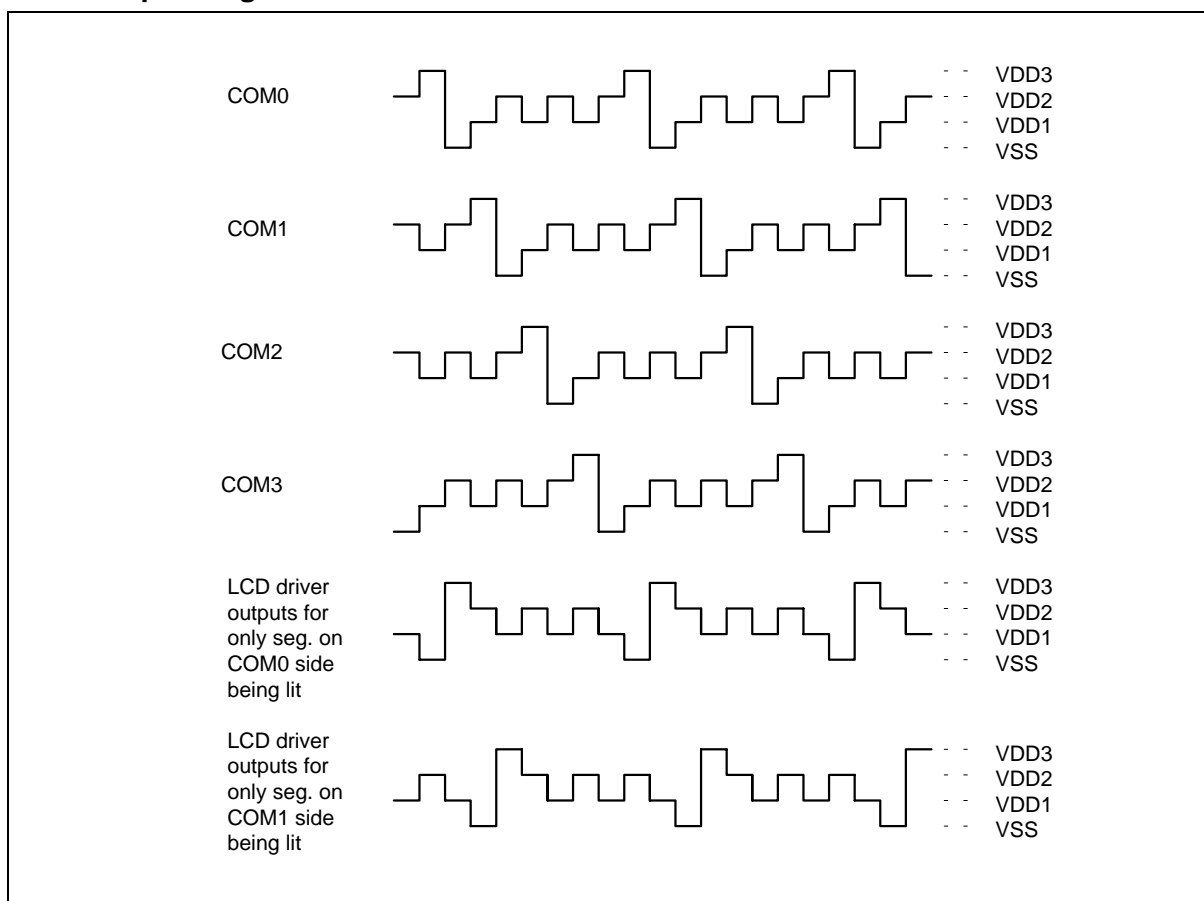 COM0
VDD3
VDD2
VDD1
VSS
COM1
VDD3
VDD2
VDD1
VSS
COM2
VDD3
VDD2
VDD1
VSS
COM3
VDD3
VDD2
VDD1
VSS
LCD driver
outputs for
only seg. on
COM0 side
being lit
VDD3
VDD2
VDD1
VSS
LCD driver
outputs for
only seg. on
COM1 side
being lit
VDD3
VDD2
VDD1
VSS